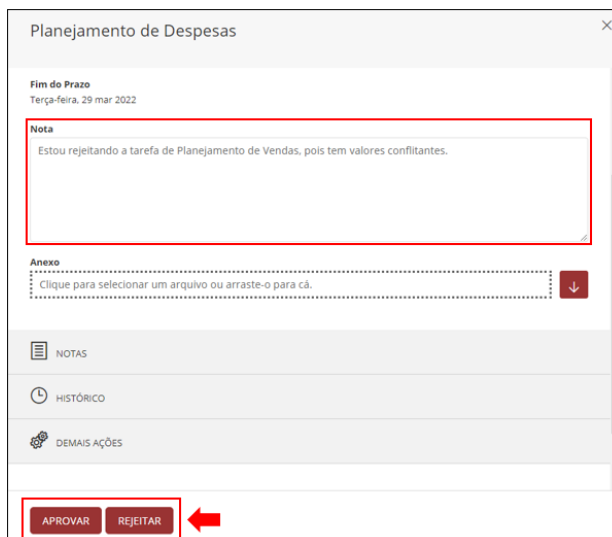 Planejamento de Despesas
Fim do Prazo
Terça-feira, 29 mar 2022
Nota
Estou rejeitando a tarefa de Planejamento de Vendas, pois tem valores conflitantes.
Anexo
Clique para selecionar um arquivo ou arraste-o para cá.
NOTAS
HISTÓRICO
DEMAIS AÇÕES
APROVAR REJEITAR